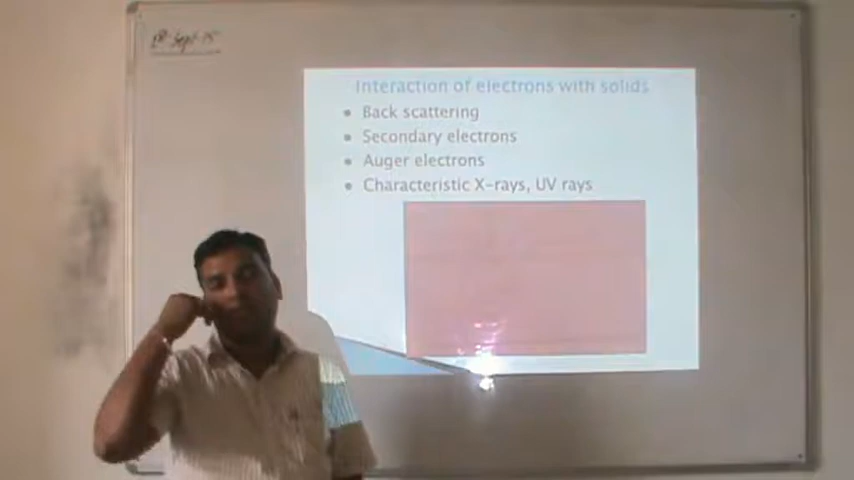 Interaction of electrons with solids
• Back scattering
• Secondary electrons
• Auger electrons
• Characteristic X-rays, UV rays